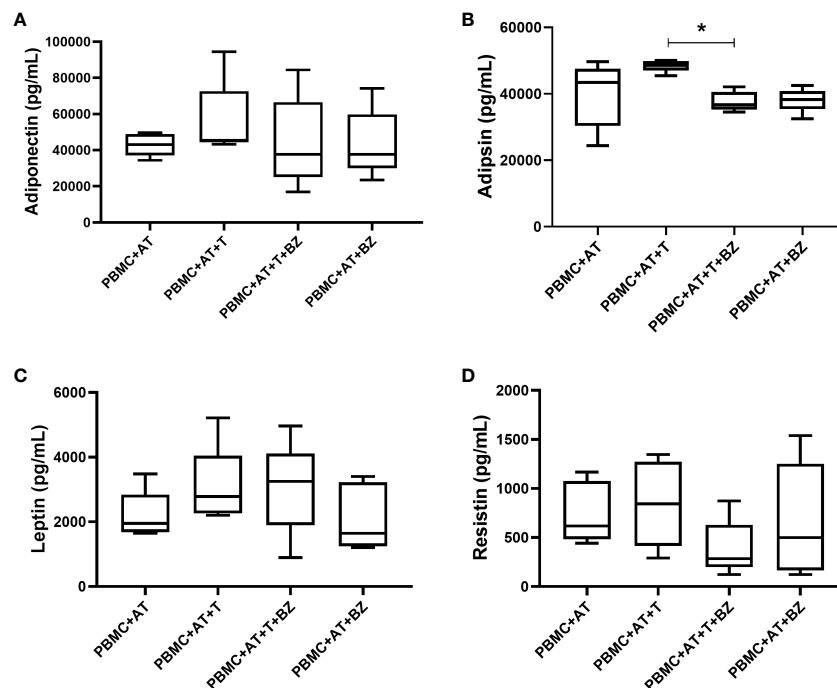 A
Adiponectin (pg/mL)
100000
80000
60000
40000
20000
0
PBMC+AT
PBMC+AT+T
PBMC+AT+T+BZ
PBMC+AT+BZ
B
Adipsin (pg/mL)
60000
40000
20000
0
*
PBMC+AT
PBMC+AT+T
PBMC+AT+T+BZ
PBMC+AT+BZ
C
Leptin (pg/mL)
6000
4000
2000
0
PBMC+AT
PBMC+AT+T
PBMC+AT+T+BZ
PBMC+AT+BZ
D
Resistin (pg/mL)
2000
1500
1000
500
0
PBMC+AT
PBMC+AT+T
PBMC+AT+T+BZ
PBMC+AT+BZ